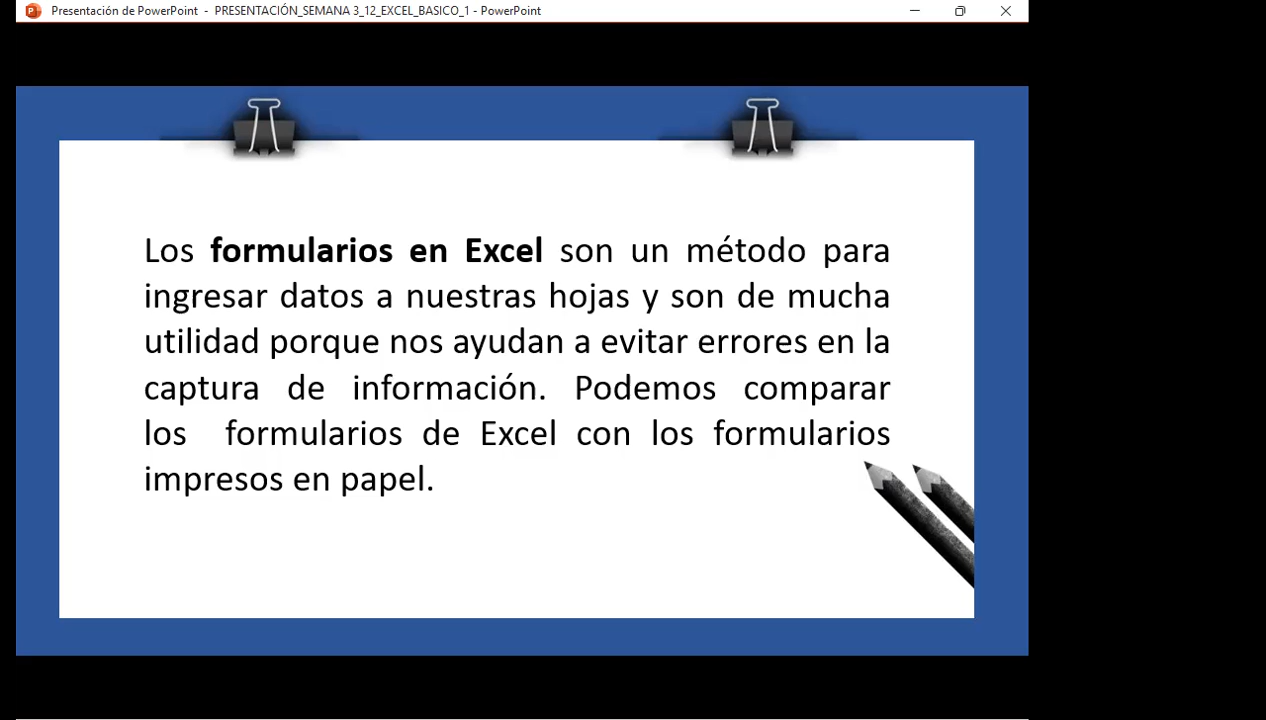 Presentación de PowerPoint - PRESENTACIÓN_SEMANA 3_12_EXCEL_BASICO_1 - PowerPoint
Los formularios en Excel son un método para
ingresar datos a nuestras hojas y son de mucha
utilidad porque nos ayudan a evitar errores en la
captura de información. Podemos comparar
los formularios de Excel con los formularios
impresos en papel.